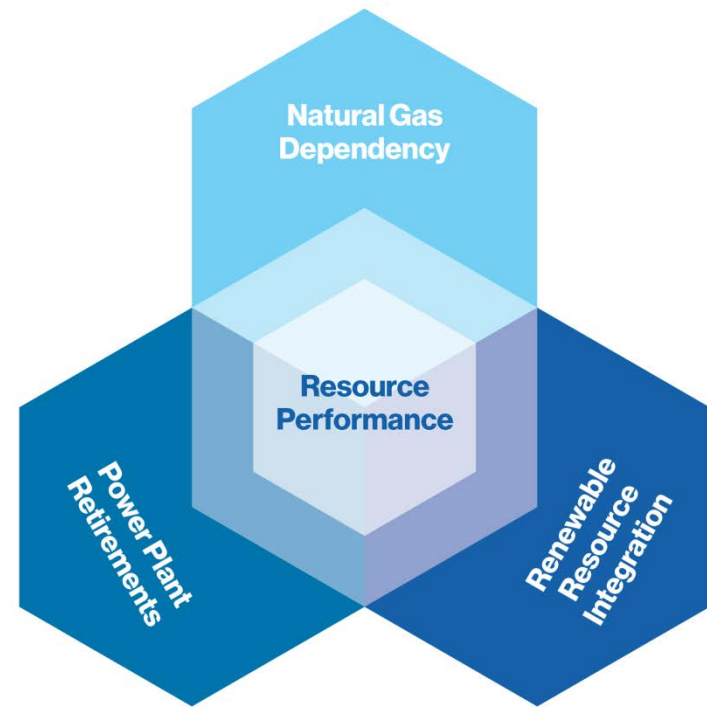 Natural Gas
Dependency
Resource
Performance
Power Plant
Retirements
Renewable
Resource
Integration